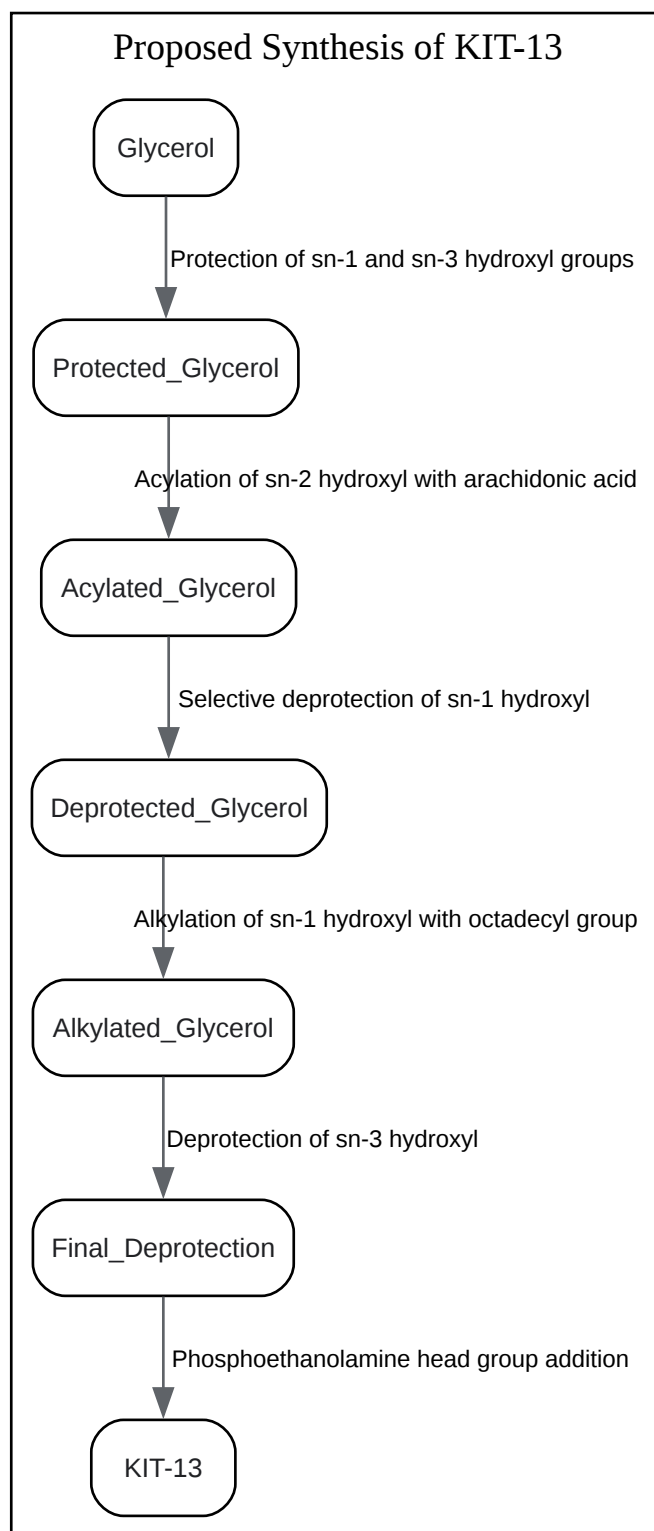 Proposed Synthesis of KIT-13
Glycerol
Protection of sn-1 and sn-3 hydroxyl groups
Protected_Glycerol
Acylation of sn-2 hydroxyl with arachidonic acid
Acylated_Glycerol
Selective deprotection of sn-1 hydroxyl
Deprotected_Glycerol
Alkylation of sn-1 hydroxyl with octadecyl group
Alkylated_Glycerol
Deprotection of sn-3 hydroxyl
Final_Deprotection
Phosphoethanolamine head group addition
KIT-13